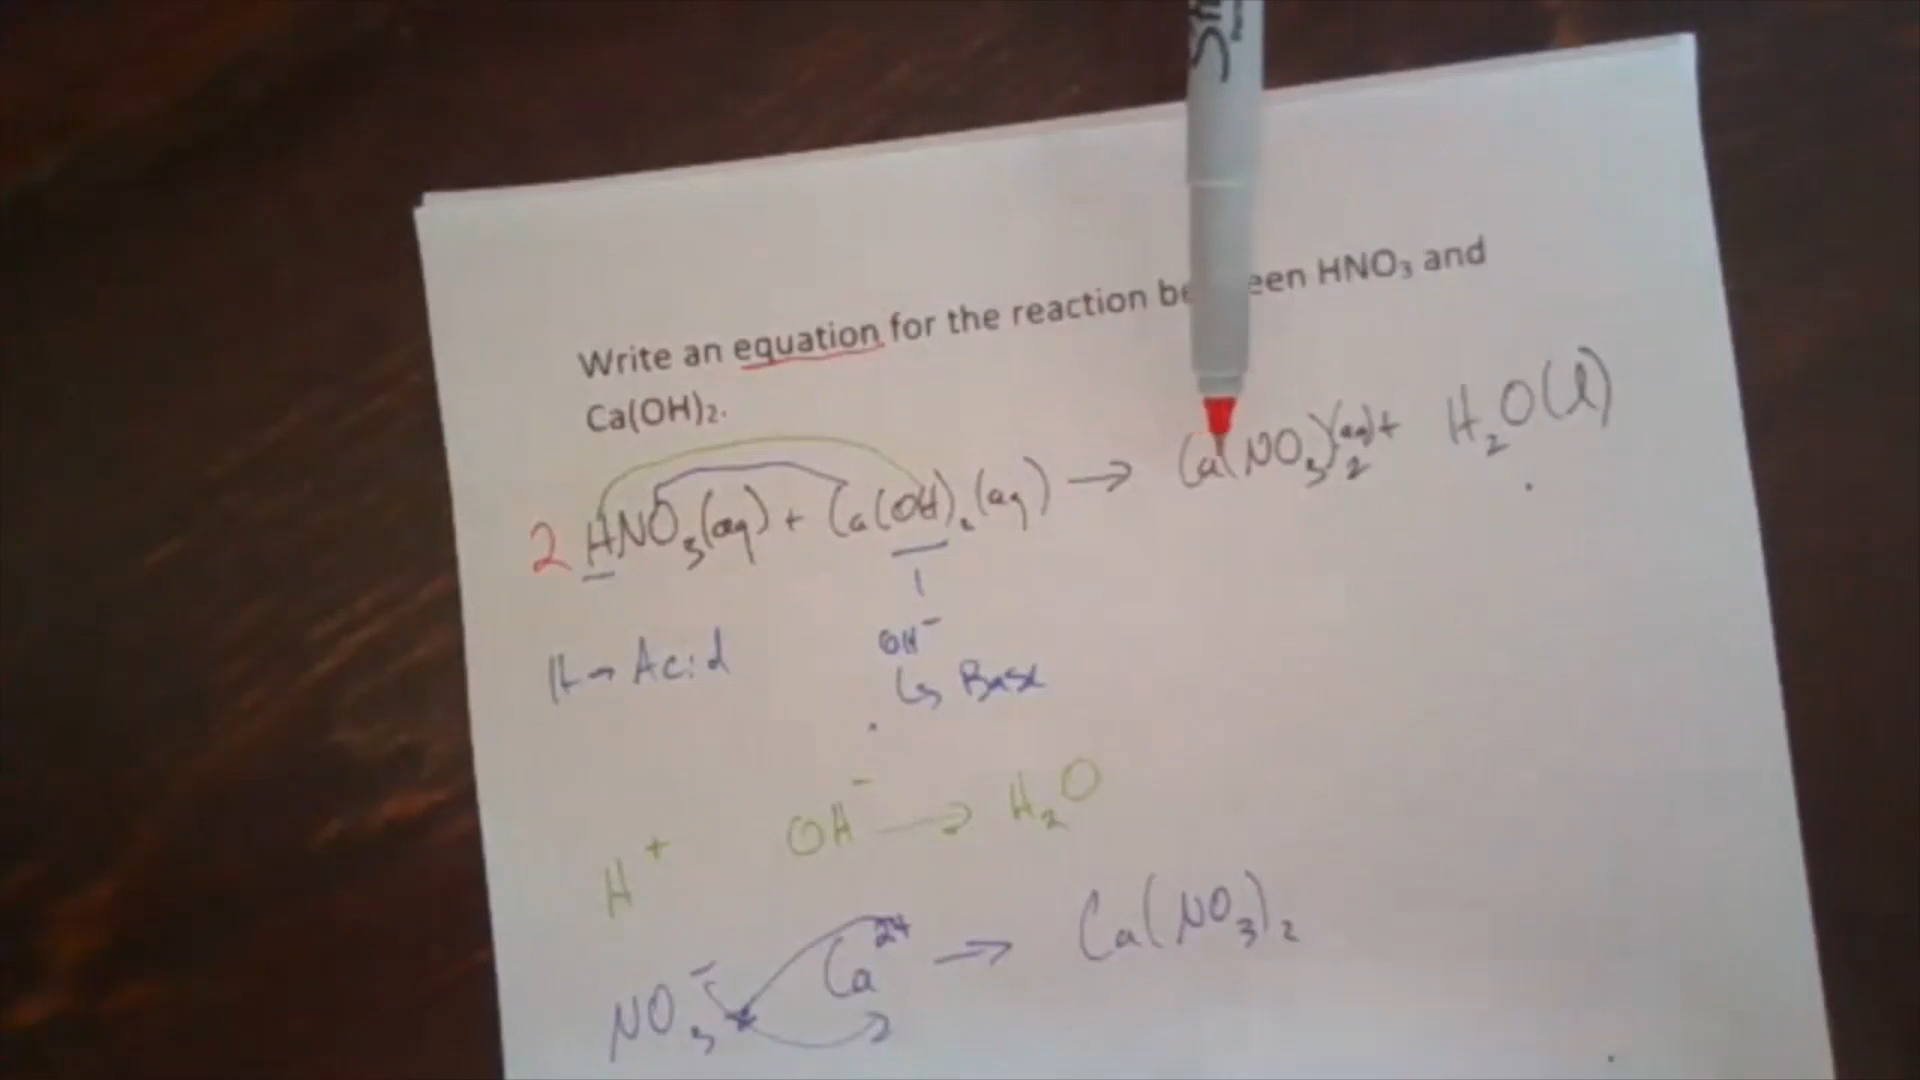 Write an equation for the reaction be een HNO₃ and
Ca(OH)₂.
2 HNO₃(aq) + Ca(OH)₂(aq) → Ca(NO₃)₂(aq) + H₂O(l)
H → Acid
OH⁻
↳ Base
H⁺ OH⁻ → H₂O
NO₃⁻ Ca²⁺ → Ca(NO₃)₂